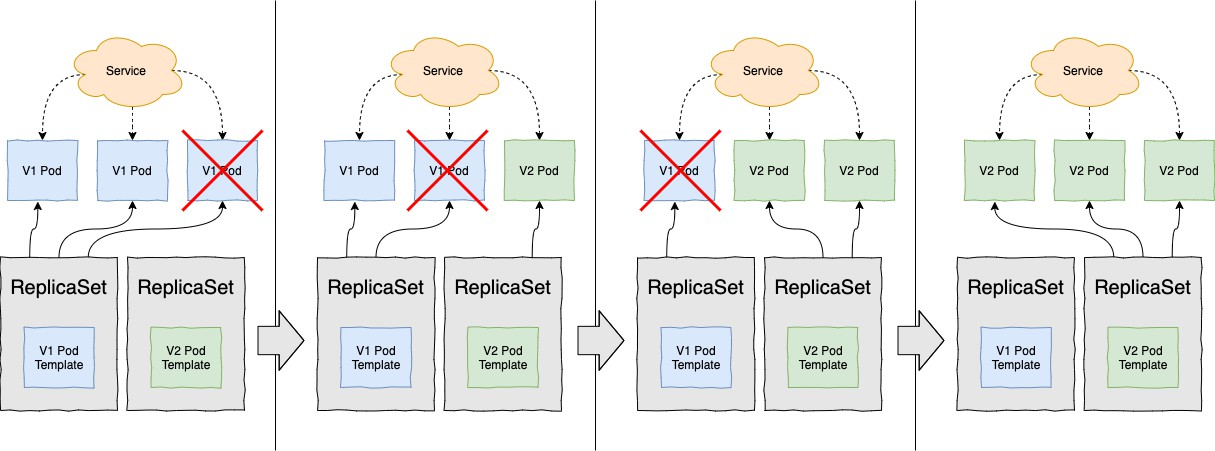 Service
V1 Pod
V1 Pod
V1 Pod
ReplicaSet
ReplicaSet
V1 Pod
Template
V2 Pod
Template
Service
V1 Pod
V1 Pod
V2 Pod
ReplicaSet
ReplicaSet
V1 Pod
Template
V2 Pod
Template
Service
V1 Pod
V2 Pod
V2 Pod
ReplicaSet
ReplicaSet
V1 Pod
Template
V2 Pod
Template
Service
V2 Pod
V2 Pod
V2 Pod
ReplicaSet
ReplicaSet
V1 Pod
Template
V2 Pod
Template